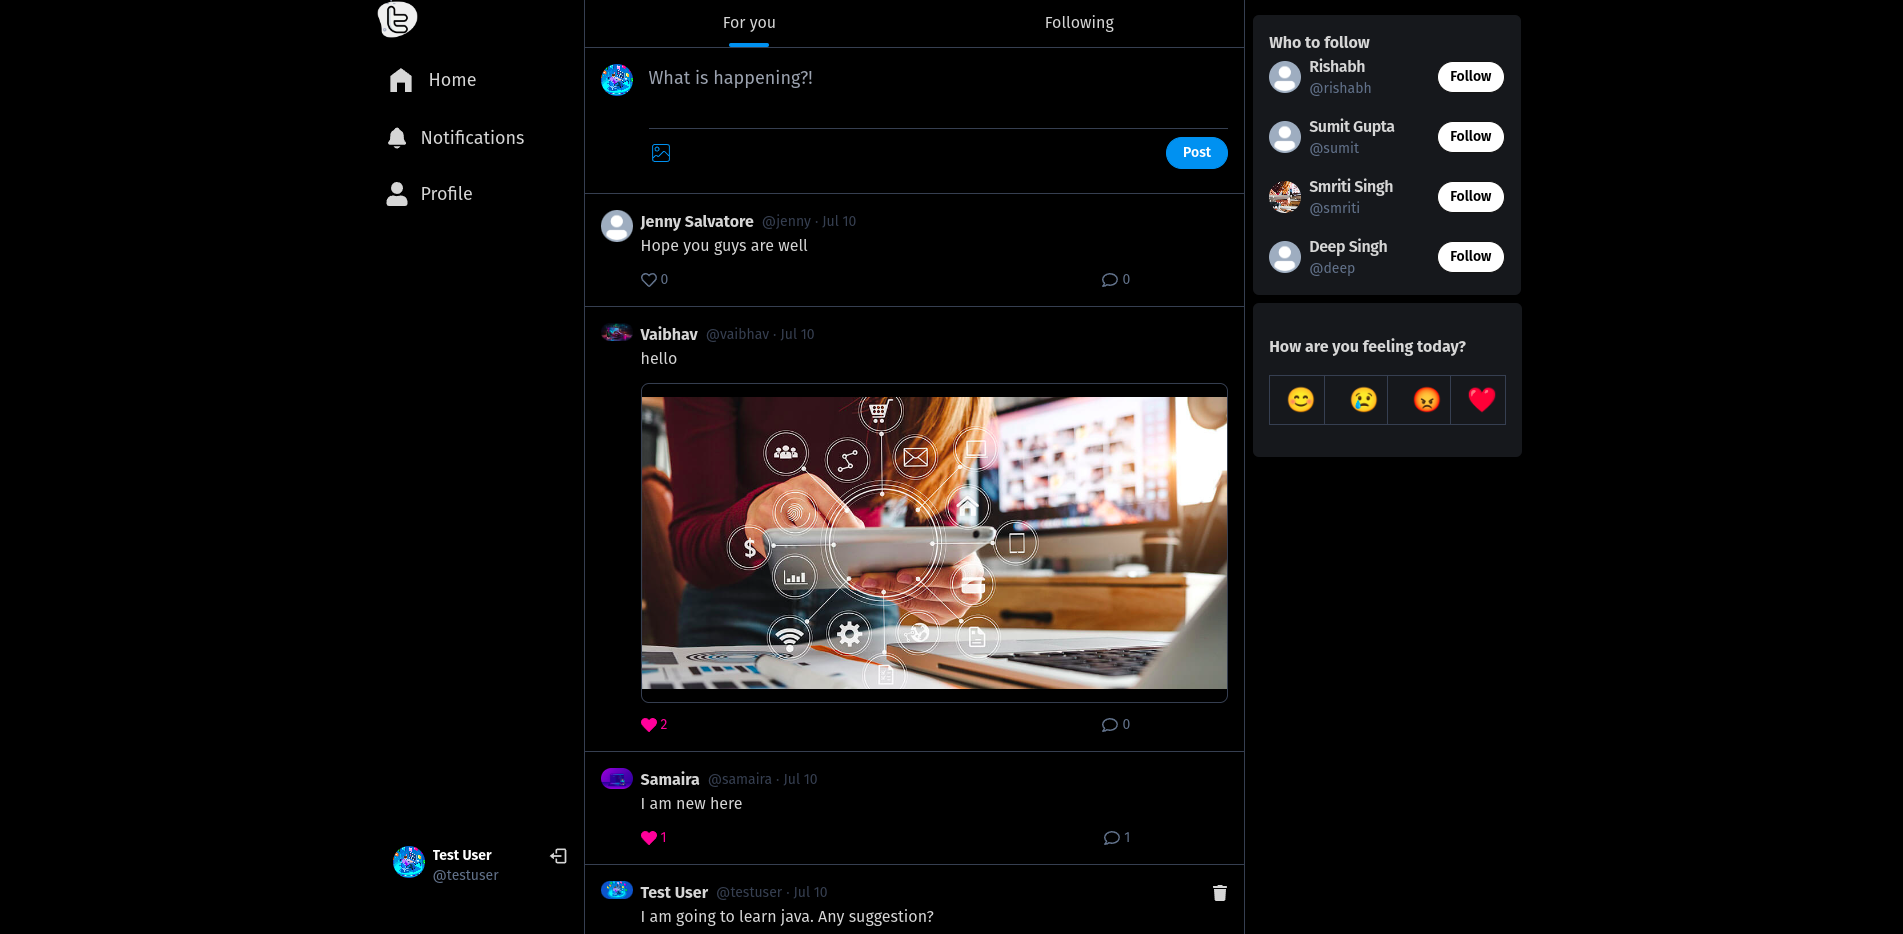 Home
Notifications
Profile
Test User
@testuser
For you
Following
What is happening?!
Post
Jenny Salvatore @jenny · Jul 10
Hope you guys are well
0
0
Vaibhav @vaibhav · Jul 10
hello
$
2
0
Samaira @samaira · Jul 10
I am new here
1
1
Test User @testuser · Jul 10
I am going to learn java. Any suggestion?
Who to follow
Rishabh
@rishabh
Follow
Sumit Gupta
@sumit
Follow
Smriti Singh
@smriti
Follow
Deep Singh
@deep
Follow
How are you feeling today?